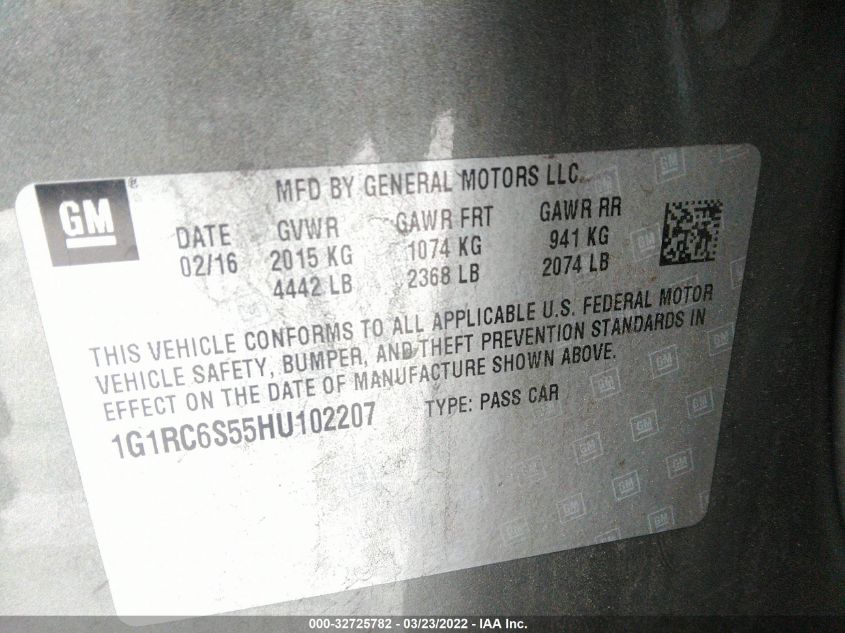 GM ®
MFD BY GENERAL MOTORS LLC
DATE GVWR GAWR FRT GAWR RR
02/16 2015 KG 1074 KG 941 KG
4442 LB 2368 LB 2074 LB
THIS VEHICLE CONFORMS TO ALL APPLICABLE U.S. FEDERAL MOTOR
VEHICLE SAFETY, BUMPER, AND THEFT PREVENTION STANDARDS IN
EFFECT ON THE DATE OF MANUFACTURE SHOWN ABOVE.
1G1RC6S55HU102207 TYPE: PASS CAR
000-32725782 - 03/23/2022 - IAA Inc.